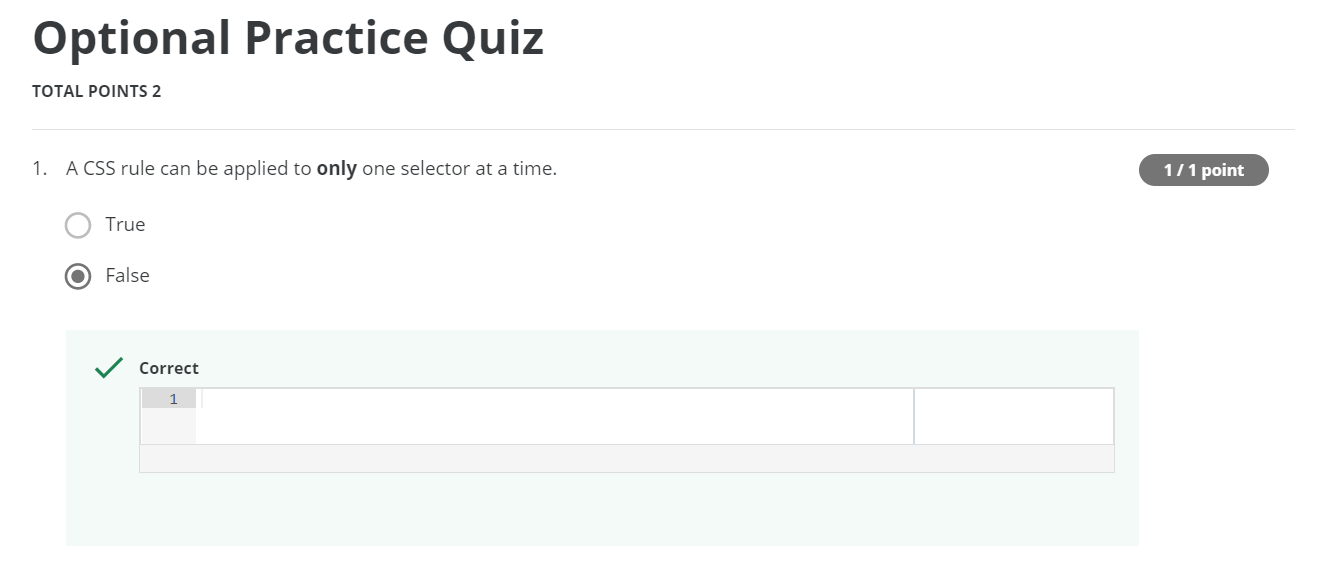 Optional Practice Quiz
TOTAL POINTS 2
1. A CSS rule can be applied to only one selector at a time.
1 / 1 point
True
False
Correct
1